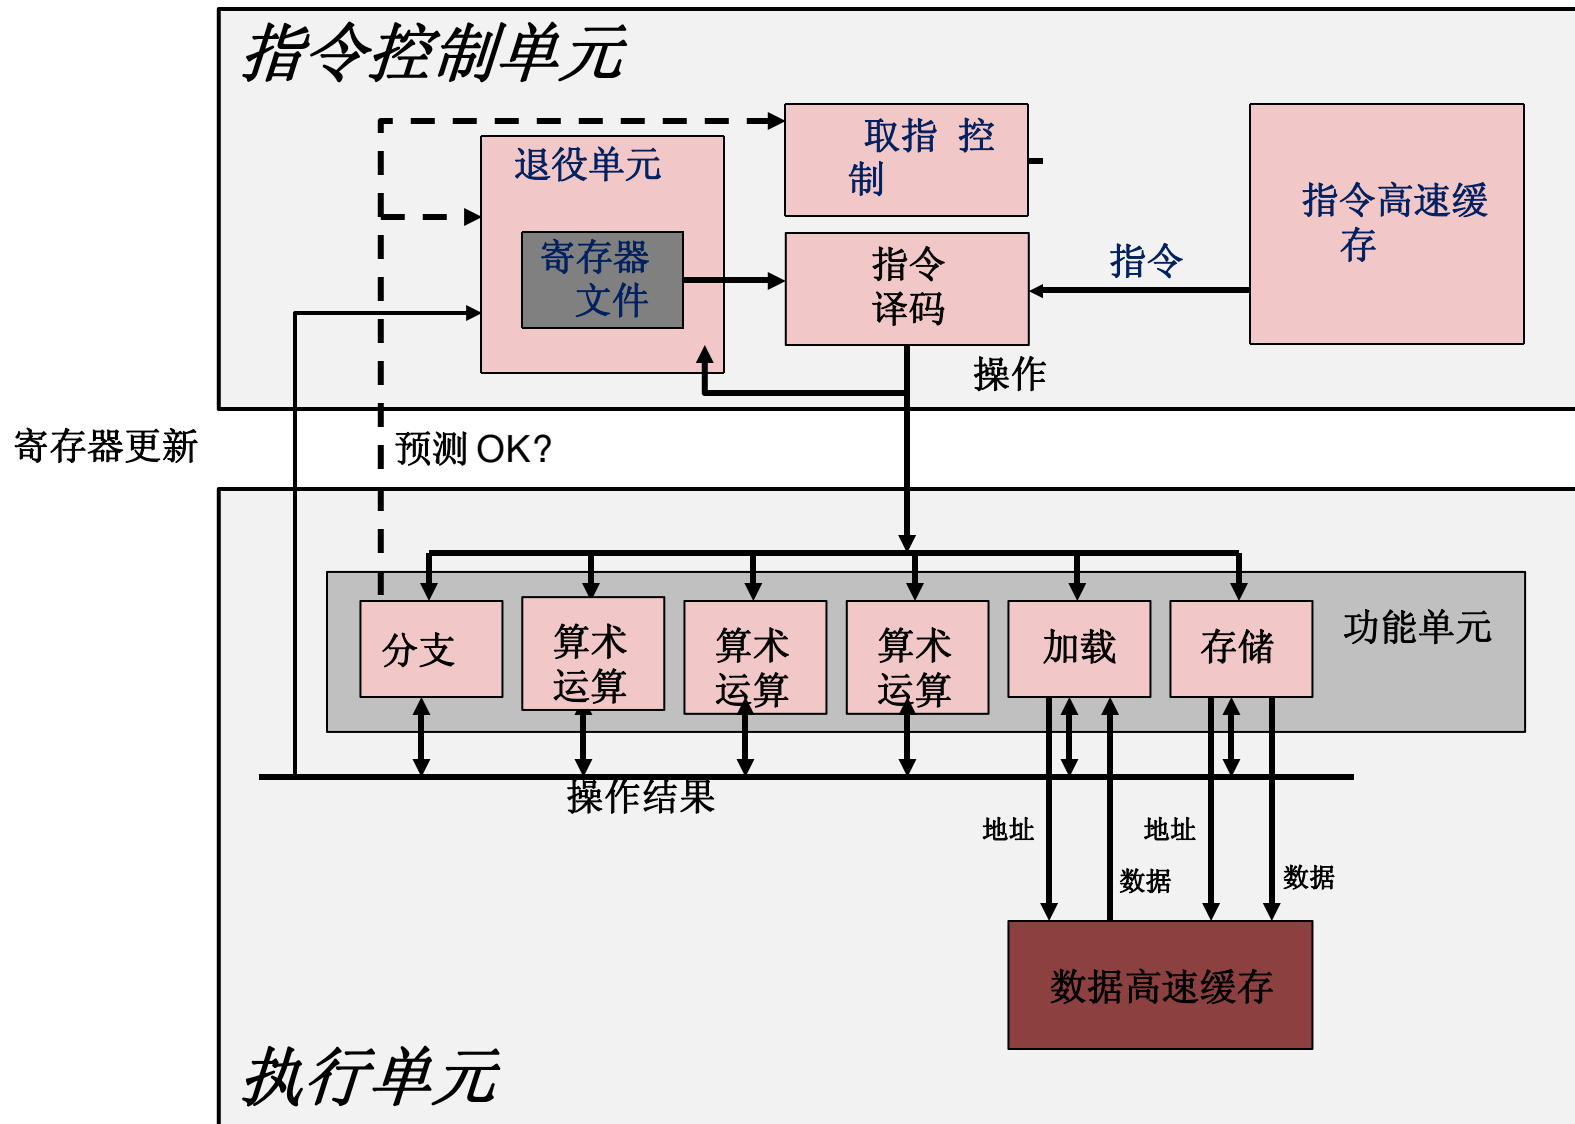 指令控制单元
取指 控
制
退役单元
指令高速缓
存
寄存器
文件
指令
译码
指令
操作
寄存器更新
预测 OK?
功能单元
分支
算术
运算
算术
运算
算术
运算
加载
存储
操作结果
地址
地址
数据
数据
数据高速缓存
执行单元